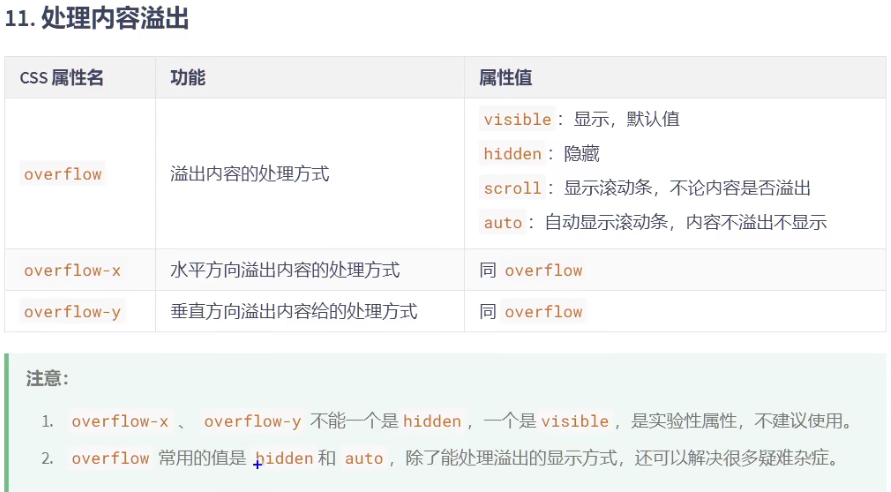 11. 处理内容溢出
CSS 属性名 功能 属性值
visible：显示，默认值
hidden：隐藏
overflow 溢出内容的处理方式
scroll：显示滚动条，不论内容是否溢出
auto：自动显示滚动条，内容不溢出不显示
overflow-x 水平方向溢出内容的处理方式 同 overflow
overflow-y 垂直方向溢出内容给的处理方式 同 overflow
注意：
1. overflow-x 、 overflow-y 不能一个是 hidden，一个是 visible，是实验性属性，不建议使用。
2. overflow 常用的值是 hidden 和 auto，除了能处理溢出的显示方式，还可以解决很多疑难杂症。